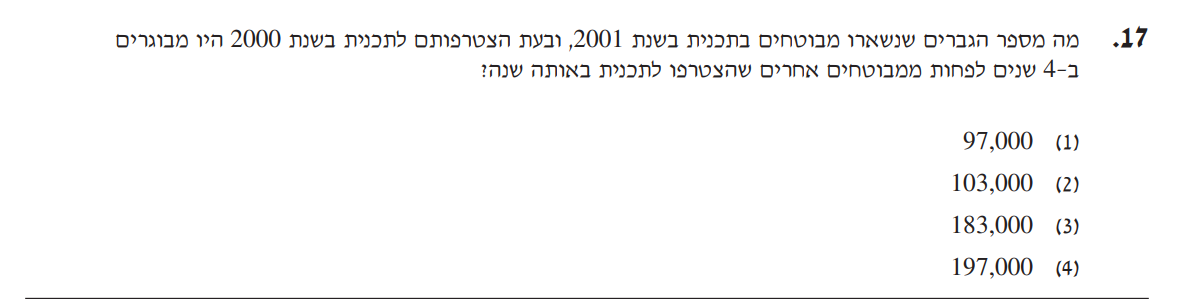 17. מה מספר הגברים שנשארו מבוטחים בתכנית בשנת 2001, ובעת הצטרפותם לתכנית בשנת 2000 היו מבוגרים
ב-4 שנים לפחות ממבוטחים אחרים שהצטרפו לתכנית באותה שנה?
(1) 97,000
(2) 103,000
(3) 183,000
(4) 197,000